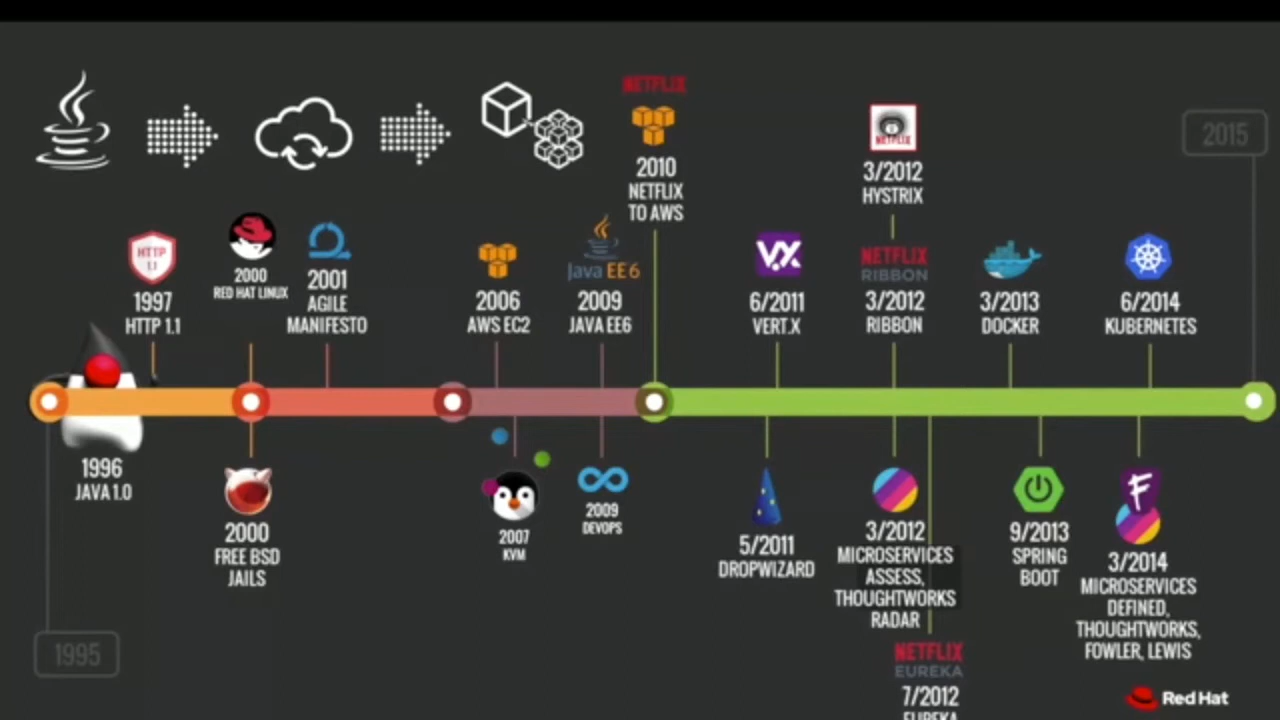 NETFLIX
2010
NETFLIX
TO AWS
NETFLIX
3/2012
HYSTRIX
2015
HTTP
1.1
1997
HTTP 1.1
2000
RED HAT LINUX
2001
AGILE
MANIFESTO
2006
AWS EC2
Java EE6
2009
JAVA EE6
VX
6/2011
VERT.X
NETFLIX
RIBBON
3/2012
RIBBON
3/2013
DOCKER
6/2014
KUBERNETES
1996
JAVA 1.0
2000
FREE BSD
JAILS
2007
KVM
2009
DEVOPS
5/2011
DROPWIZARD
3/2012
MICROSERVICES
ASSESS,
THOUGHTWORKS
RADAR
9/2013
SPRING
BOOT
F
3/2014
MICROSERVICES
DEFINED,
THOUGHTWORKS,
FOWLER, LEWIS
1995
NETFLIX
EUREKA
7/2012
EUREKA
Red Hat